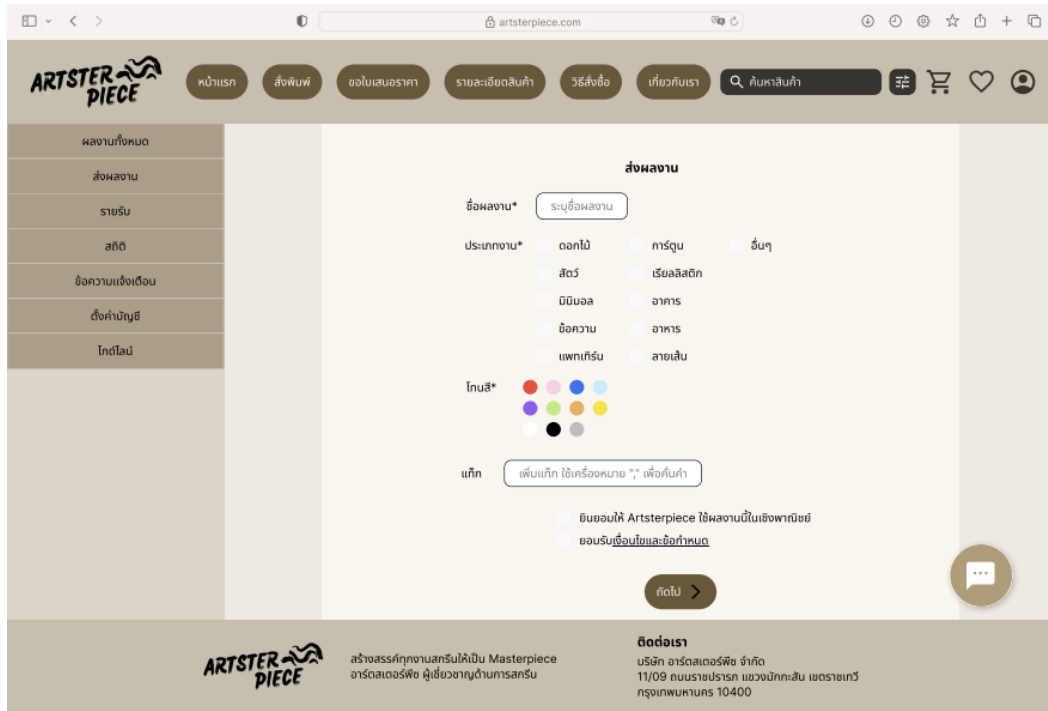 artsterpiece.com
ARTSTER
PIECE
หน้าแรก
สั่งพิมพ์
ขอใบเสนอราคา
รายละเอียดสินค้า
วิธีสั่งซื้อ
เกี่ยวกับเรา
ค้นหาสินค้า
ผลงานทั้งหมด
ส่งผลงาน
รายรับ
สถิติ
ข้อความแจ้งเตือน
ตั้งค่าบัญชี
ไกด์ไลน์
ส่งผลงาน
ชื่อผลงาน*
ระบุชื่อผลงาน
ประเภทงาน*
ดอกไม้ การ์ตูน อื่นๆ
สัตว์ เรียลลิสติก
มินิมอล อาคาร
ข้อความ อาหาร
แพทเทิร์น ลายเส้น
โทนสี*
แท็ก
เพิ่มแท็ก ใช้เครื่องหมาย "," เพื่อคั่นคำ
ยินยอมให้ Artsterpiece ใช้ผลงานนี้ในเชิงพาณิชย์
ยอมรับเงื่อนไขและข้อกำหนด
ถัดไป
ARTSTER
PIECE
สร้างสรรค์ทุกงานสกรีนให้เป็น Masterpiece
อาร์ตสเตอร์พีซ ผู้เชี่ยวชาญด้านการสกรีน
ติดต่อเรา
บริษัท อาร์ตสเตอร์พีซ จำกัด
11/09 ถนนราชปรารภ แขวงมักกะสัน เขตราชเทวี
กรุงเทพมหานคร 10400